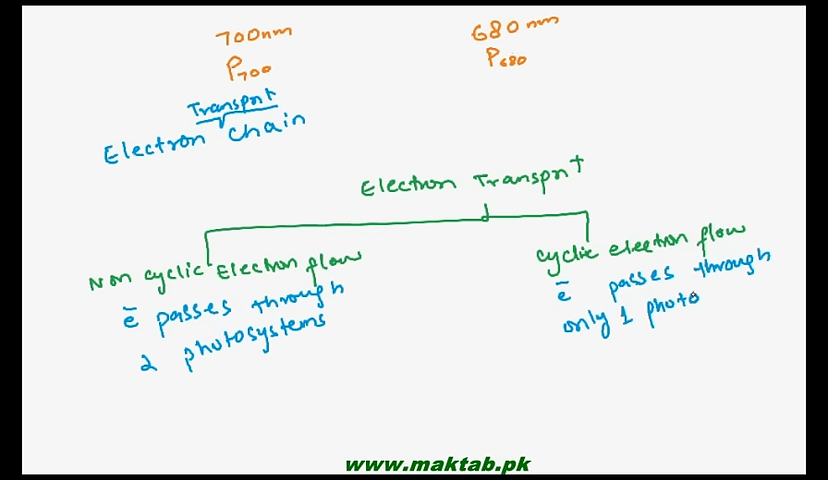 700nm
680nm
P700
P680
Transport
Electron chain
Electron Transport
Non cyclic Electron flow
ē passes through
2 photosystems
cyclic electron flow
ē passes through
only 1 photo
www.maktab.pk